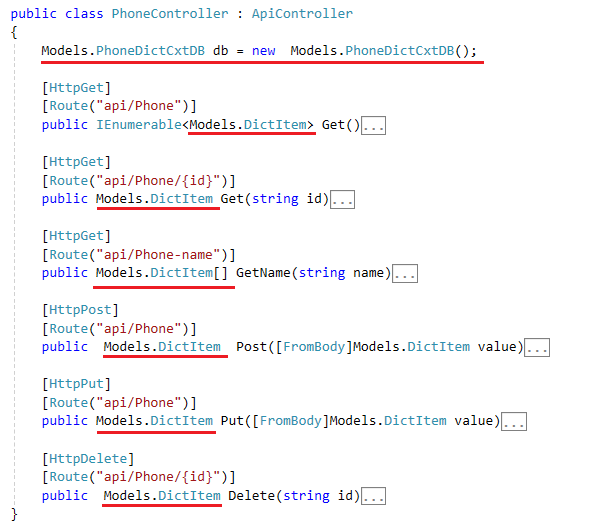 public class PhoneController : ApiController
{
Models.PhoneDictCxtDB db = new  Models.PhoneDictCxtDB();
[HttpGet]
[Route("api/Phone")]
public IEnumerable<Models.DictItem> Get()...
[HttpGet]
[Route("api/Phone/{id}")]
public Models.DictItem Get(string id)...
[HttpGet]
[Route("api/Phone-name")]
public Models.DictItem[] GetName(string name)...
[HttpPost]
[Route("api/Phone")]
public  Models.DictItem  Post([FromBody]Models.DictItem value)...
[HttpPut]
[Route("api/Phone")]
public Models.DictItem Put([FromBody]Models.DictItem value)...
[HttpDelete]
[Route("api/Phone/{id}")]
public  Models.DictItem Delete(string id)...
}